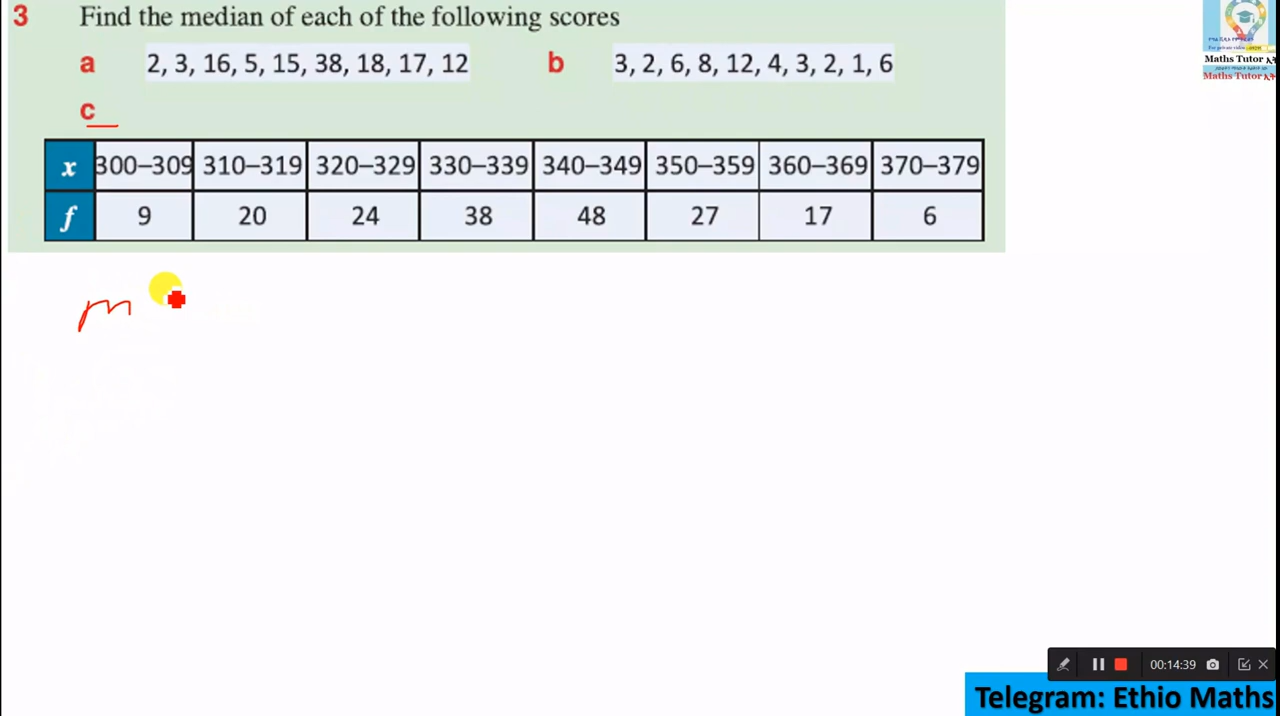 3 Find the median of each of the following scores
a 2, 3, 16, 5, 15, 38, 18, 17, 12 b 3, 2, 6, 8, 12, 4, 3, 2, 1, 6
c
x 300–309 310–319 320–329 330–339 340–349 350–359 360–369 370–379
f 9 20 24 38 48 27 17 6
m
Maths Tutor
Maths Tutor
00:14:39
Telegram: Ethio Maths